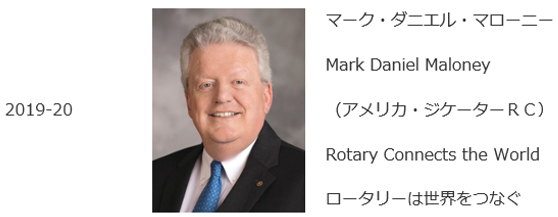 マーク・ダニエル・マローニー
Mark Daniel Maloney
2019-20
（アメリカ・ジケーターＲＣ）
Rotary Connects the World
ロータリーは世界をつなぐ